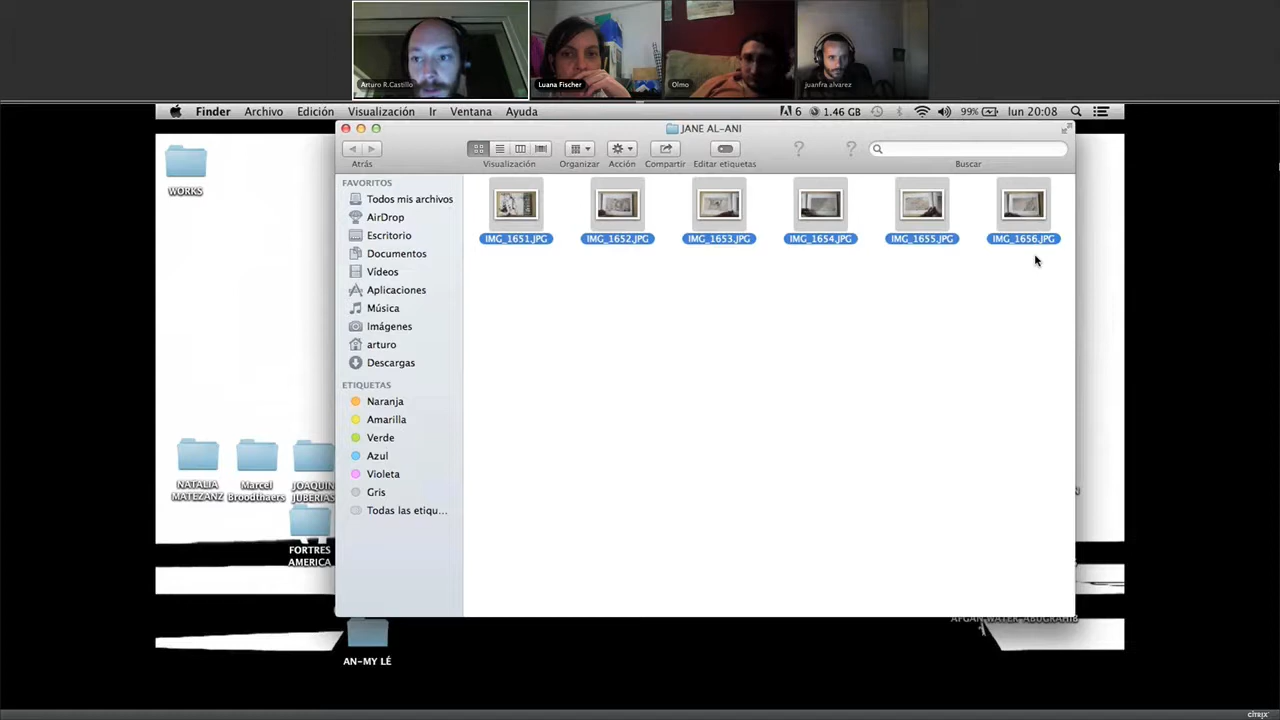 Arturo R.Castillo
Luana Fischer
Olmo
juanfra alvarez
Finder Archivo Edición Visualización Ir Ventana Ayuda
6 1.46 GB 99% lun 20:08
JANE AL-ANI
Atrás Visualización Organizar Acción Compartir Editar etiquetas ? ? Buscar
FAVORITOS
Todos mis archivos
AirDrop
Escritorio
Documentos
Vídeos
Aplicaciones
Música
Imágenes
arturo
Descargas
ETIQUETAS
Naranja
Amarilla
Verde
Azul
Violeta
Gris
Todas las etiqu...
IMG_1651.JPG IMG_1652.JPG IMG_1653.JPG IMG_1654.JPG IMG_1655.JPG IMG_1656.JPG
WORKS
NATALIA
MATEZANZ
Marcel
Broodthaers
JOAQUIN
JUBERIAS
FORTRES
AMERICA
AN-MY LÉ
CITRIX